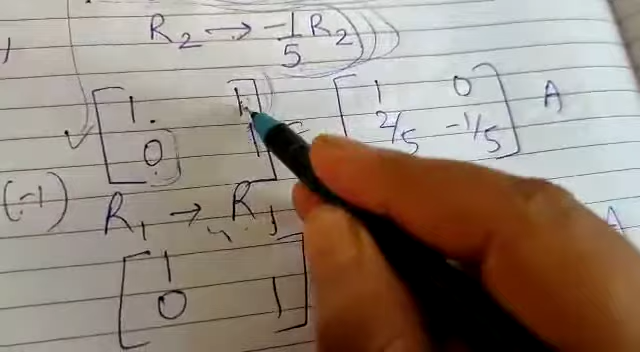 R₂ → -1/5 R₂
[1 1] = [1 0] A
[0 1] [2/5 -1/5]
(-1) R₁ → R₁
[1
0 1]
A